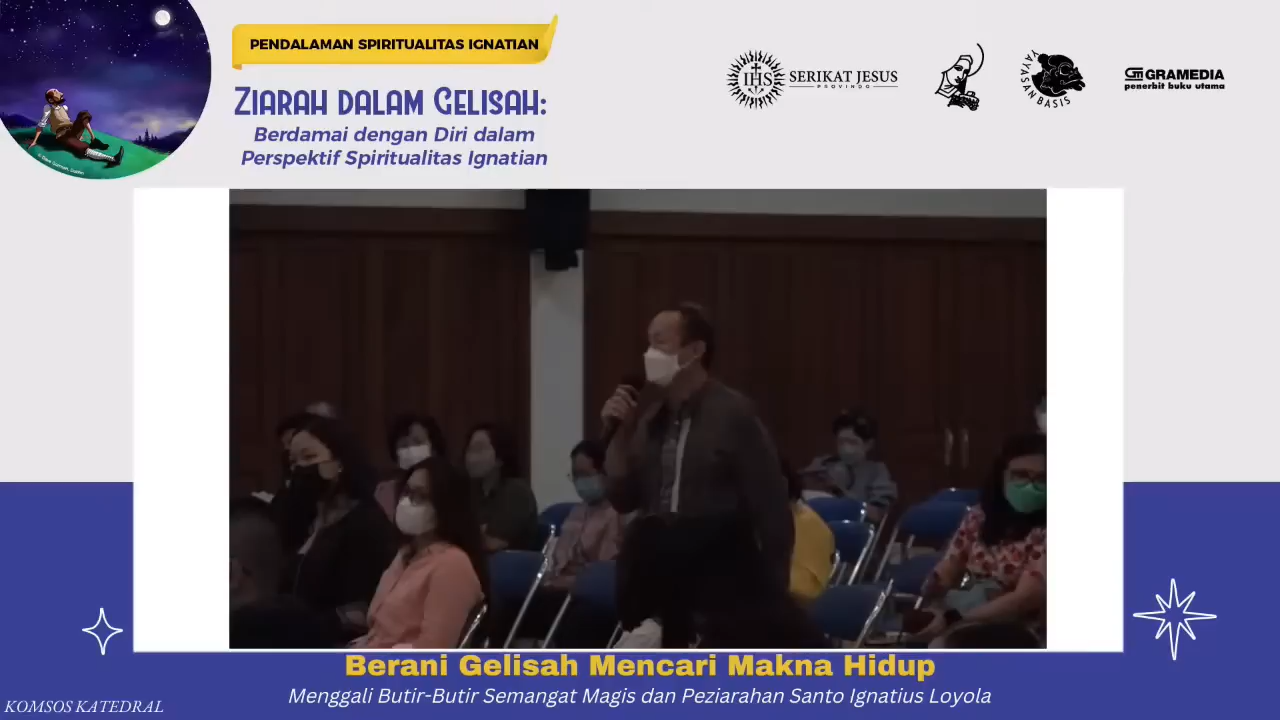 PENDALAMAN SPIRITUALITAS IGNATIAN
ZIARAH DALAM GELISAH:
Berdamai dengan Diri dalam
Perspektif Spiritualitas Ignatian
IHS
SERIKAT JESUS
PROVINDO
YAYASAN BASIS
GM GRAMEDIA
penerbit buku utama
Berani Gelisah Mencari Makna Hidup
Menggali Butir-Butir Semangat Magis dan Peziarahan Santo Ignatius Loyola
KOMSOS KATEDRAL